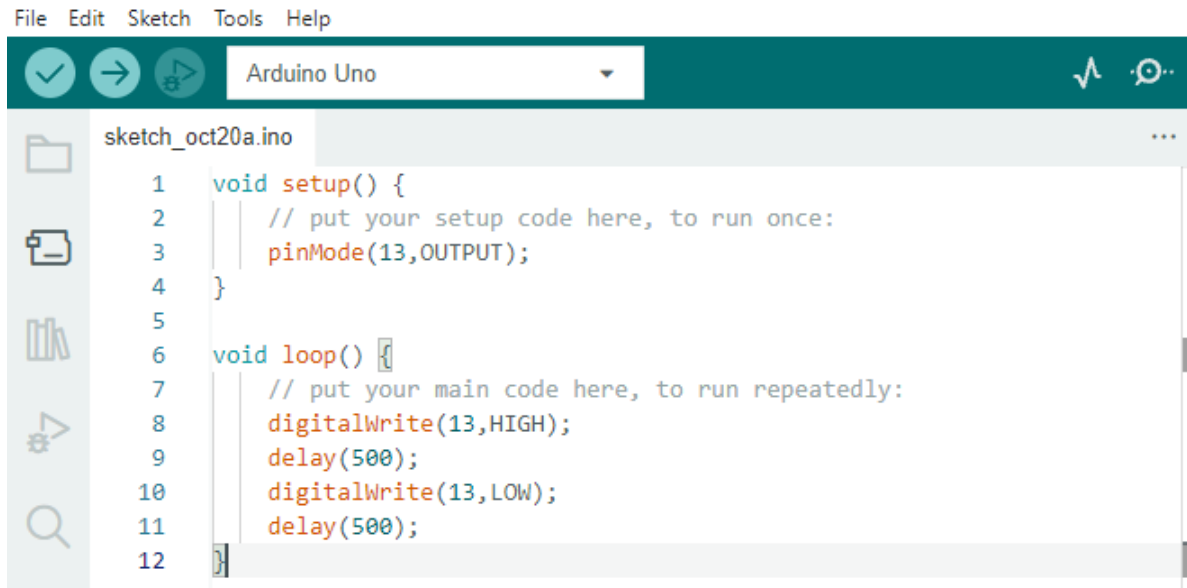 File Edit Sketch Tools Help
Arduino Uno
sketch_oct20a.ino
1 void setup() {
2 // put your setup code here, to run once:
3 pinMode(13,OUTPUT);
4 }
5
6 void loop() {
7 // put your main code here, to run repeatedly:
8 digitalWrite(13,HIGH);
9 delay(500);
10 digitalWrite(13,LOW);
11 delay(500);
12 }